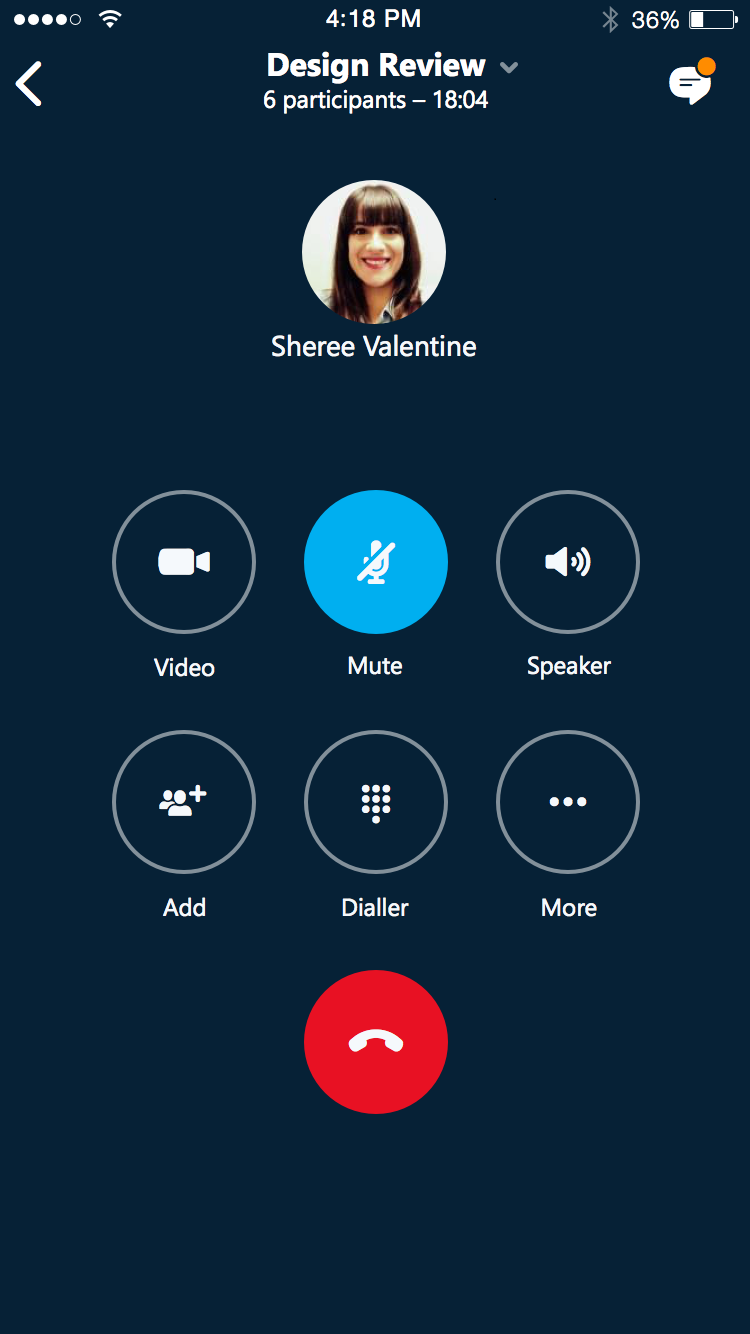 4:18 PM 36%
Design Review
6 participants – 18:04
Sheree Valentine
Video Mute Speaker
Add Dialler More